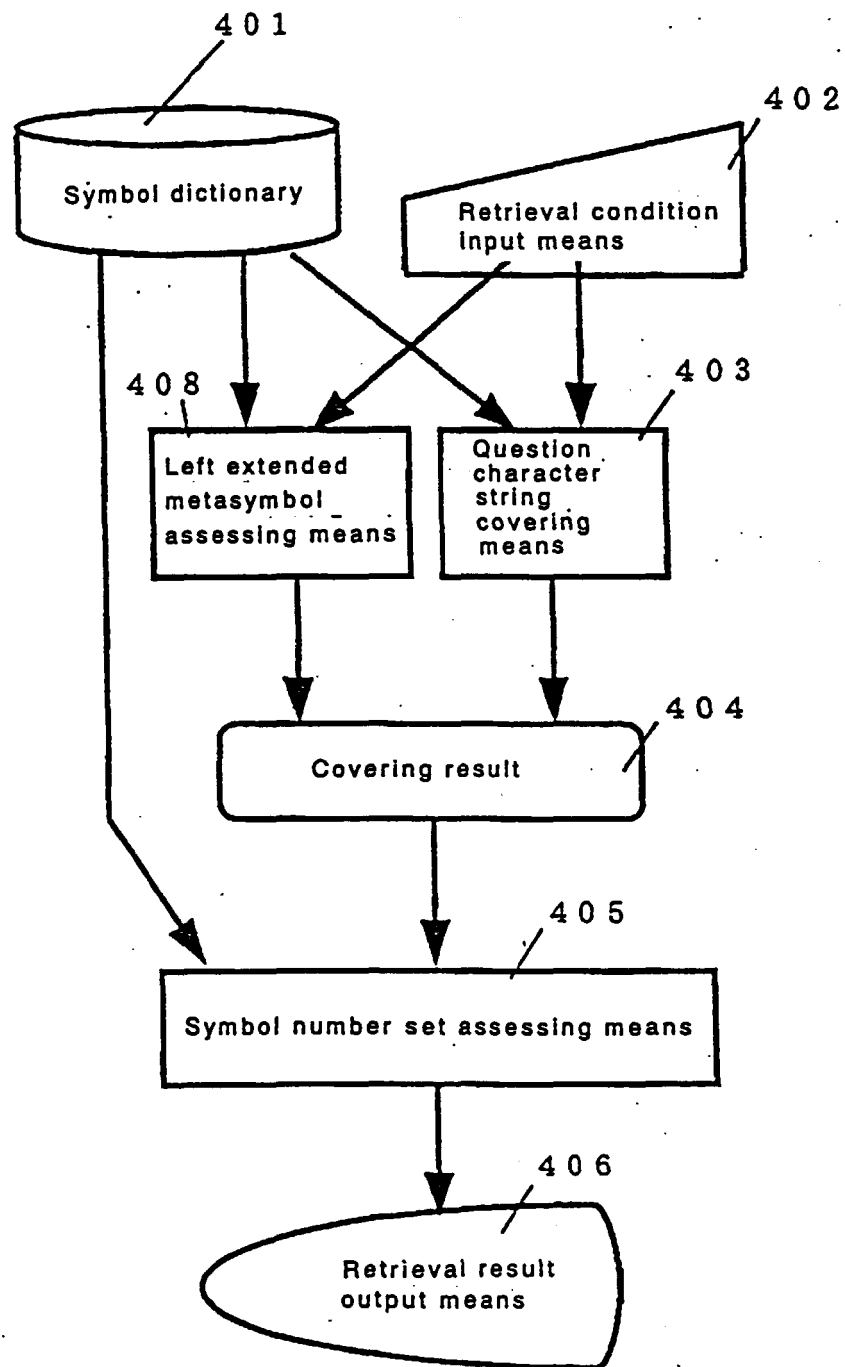 401
402
Symbol dictionary
Retrieval condition
input means
408
403
Left extended
metasymbol
assessing means
Question
character
string
covering
means
404
Covering result
405
Symbol number set assessing means
406
Retrieval result
output means